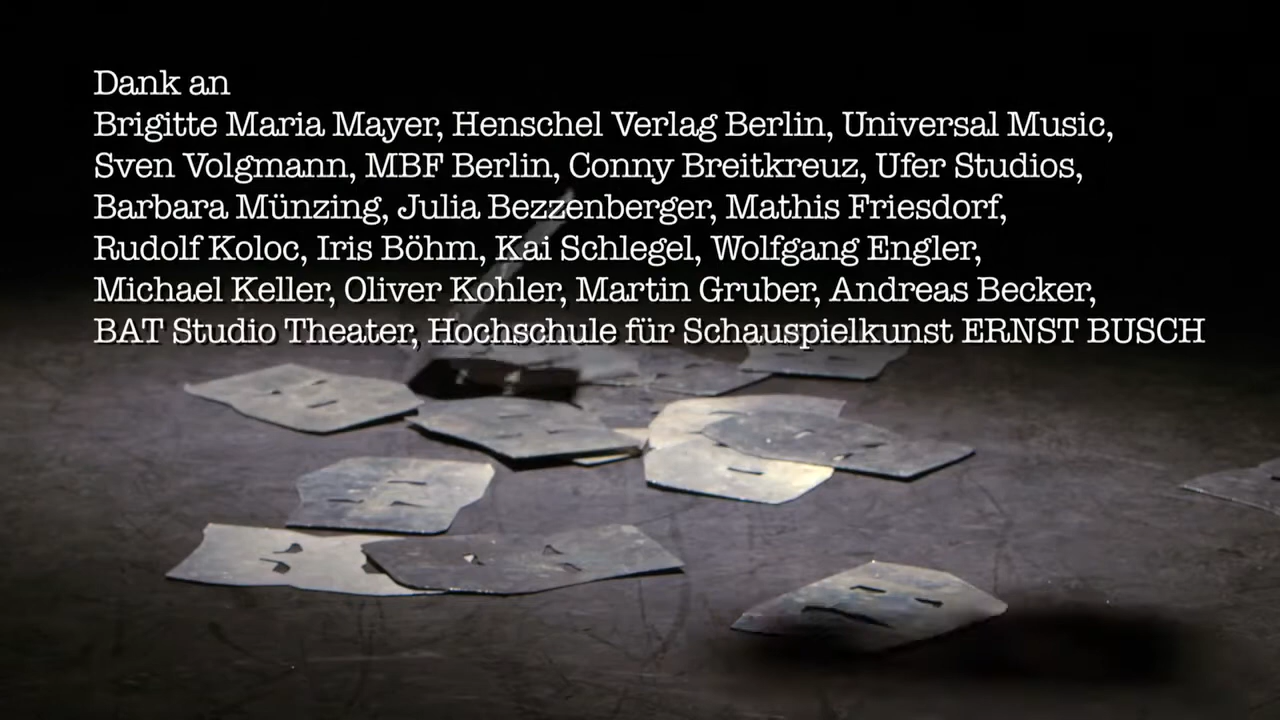 Dank an
Brigitte Maria Mayer, Henschel Verlag Berlin, Universal Music,
Sven Volgmann, MBF Berlin, Conny Breitkreuz, Ufer Studios,
Barbara Münzing, Julia Bezzenberger, Mathis Friesdorf,
Rudolf Koloc, Iris Böhm, Kai Schlegel, Wolfgang Engler,
Michael Keller, Oliver Kohler, Martin Gruber, Andreas Becker,
BAT Studio Theater, Hochschule für Schauspielkunst ERNST BUSCH